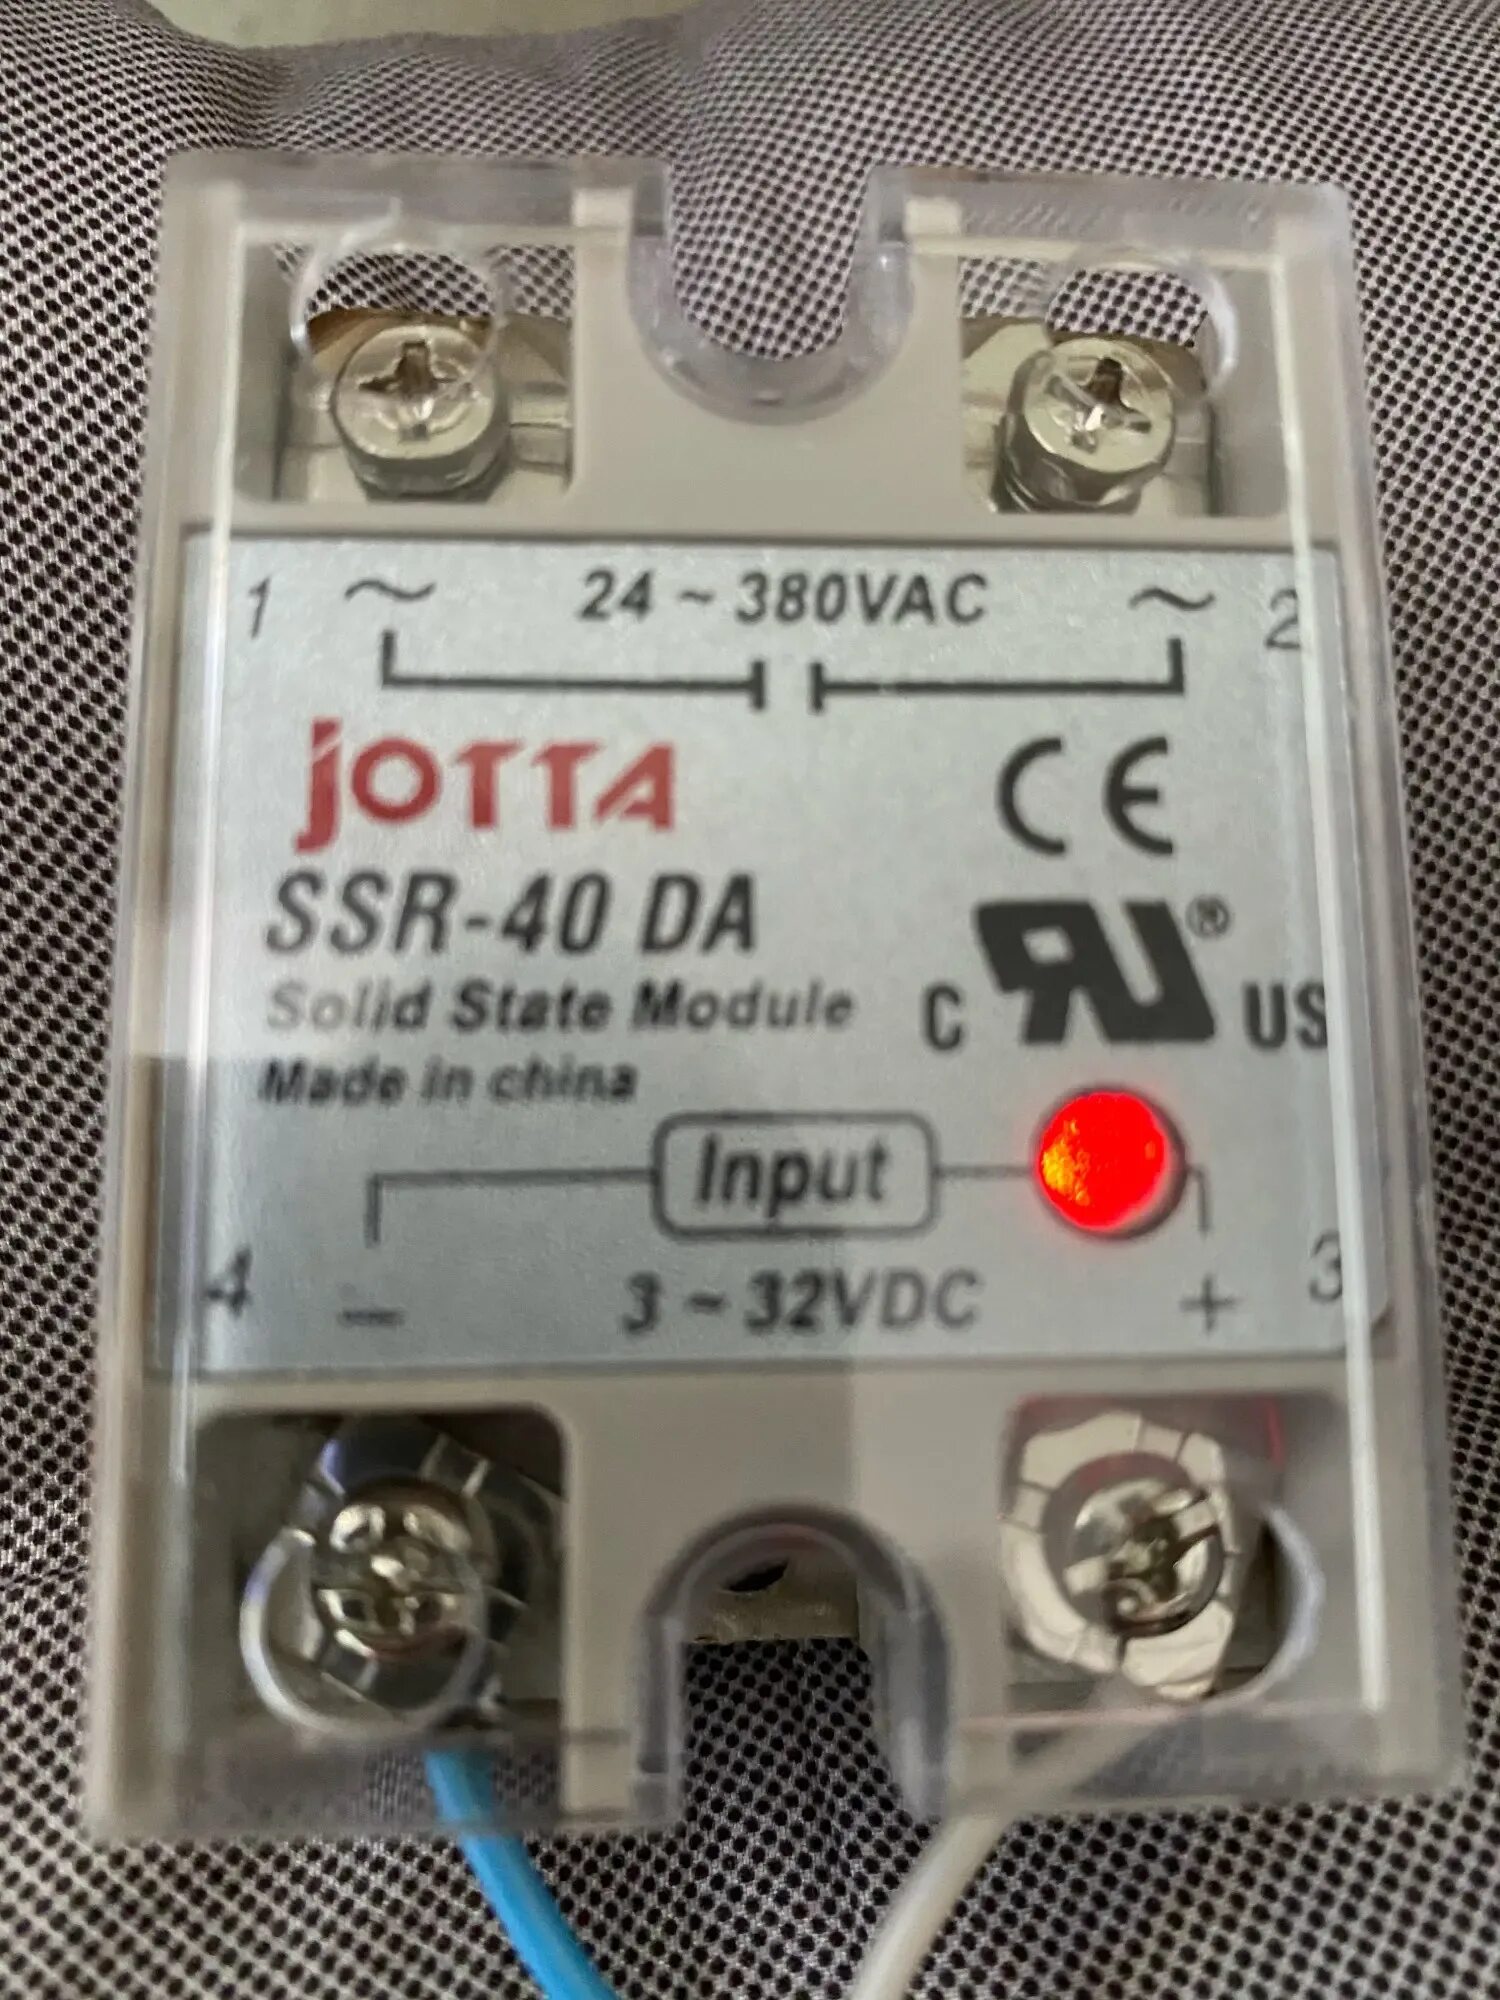 1 ~ 24 ~ 380VAC ~ 2
JOTTA
CE
SSR-40 DA
Solid State Module
C RU ® US
Made in china
Input
4 — 3 ~ 32VDC + 3